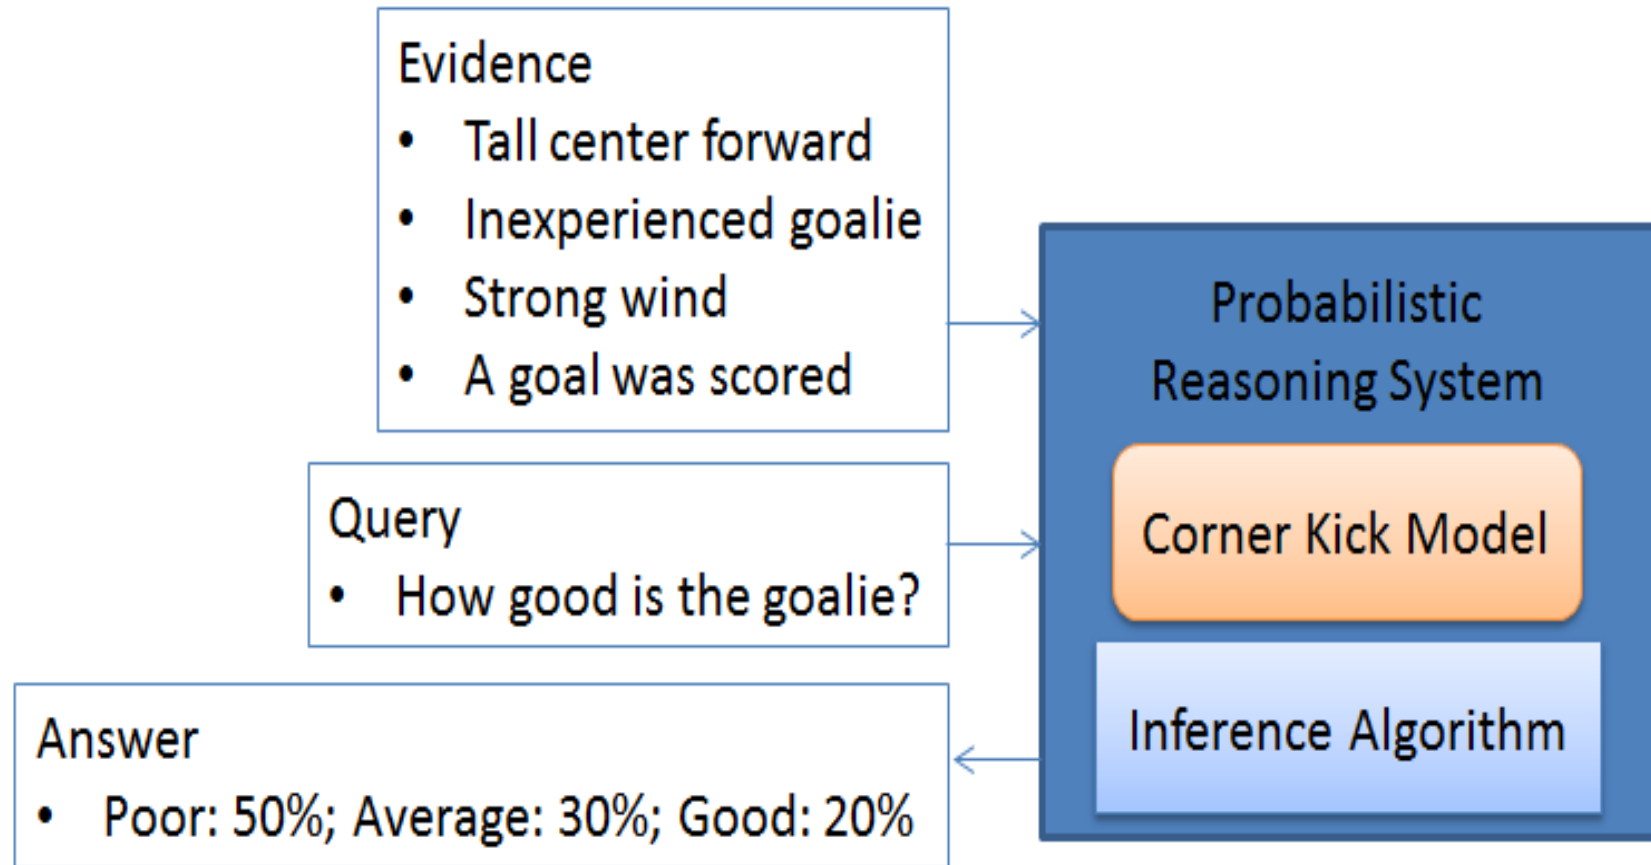 Evidence
• Tall center forward
• Inexperienced goalie
• Strong wind
• A goal was scored
Query
• How good is the goalie?
Answer
• Poor: 50%; Average: 30%; Good: 20%
Probabilistic
Reasoning System
Corner Kick Model
Inference Algorithm